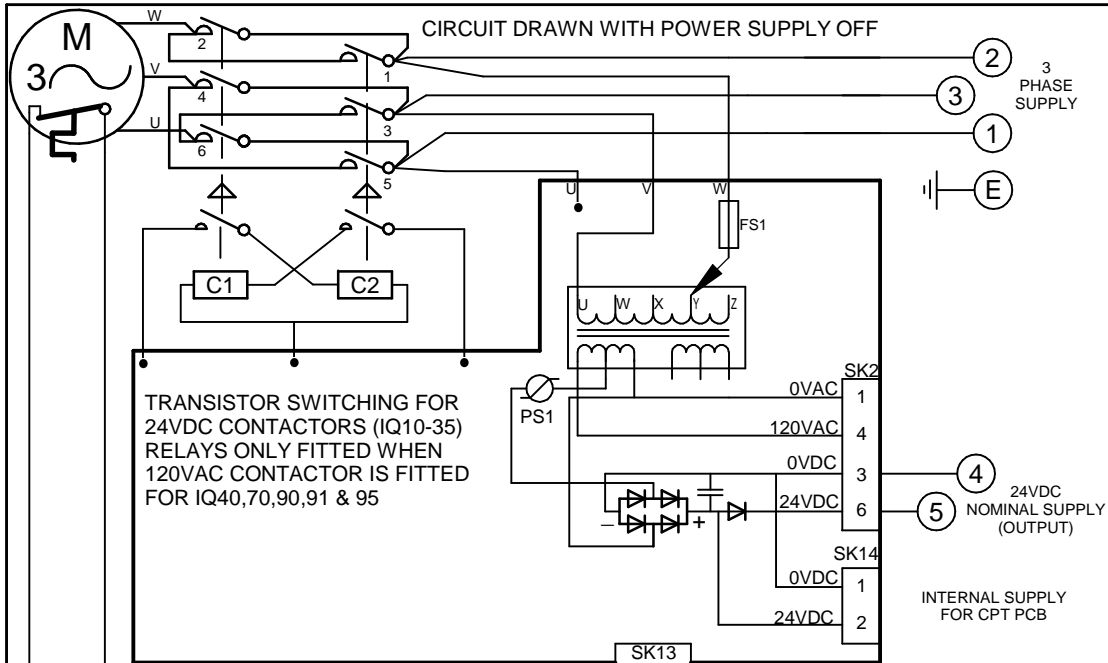 CIRCUIT DRAWN WITH POWER SUPPLY OFF
W
M
3
V
U
2
1
4
3
6
5
2
3
1
E
3
PHASE
SUPPLY
U
V
W
FS1
C1
C2
U
W
X
Y
Z
TRANSISTOR SWITCHING FOR
24VDC CONTACTORS (IQ10-35)
RELAYS ONLY FITTED WHEN
120VAC CONTACTOR IS FITTED
FOR IQ40,70,90,91 & 95
PS1
SK2
0VAC
1
120VAC
4
0VDC
3
24VDC
6
4
5
24VDC
NOMINAL SUPPLY
(OUTPUT)
–
+
SK14
0VDC
1
24VDC
2
INTERNAL SUPPLY
FOR CPT PCB
SK13